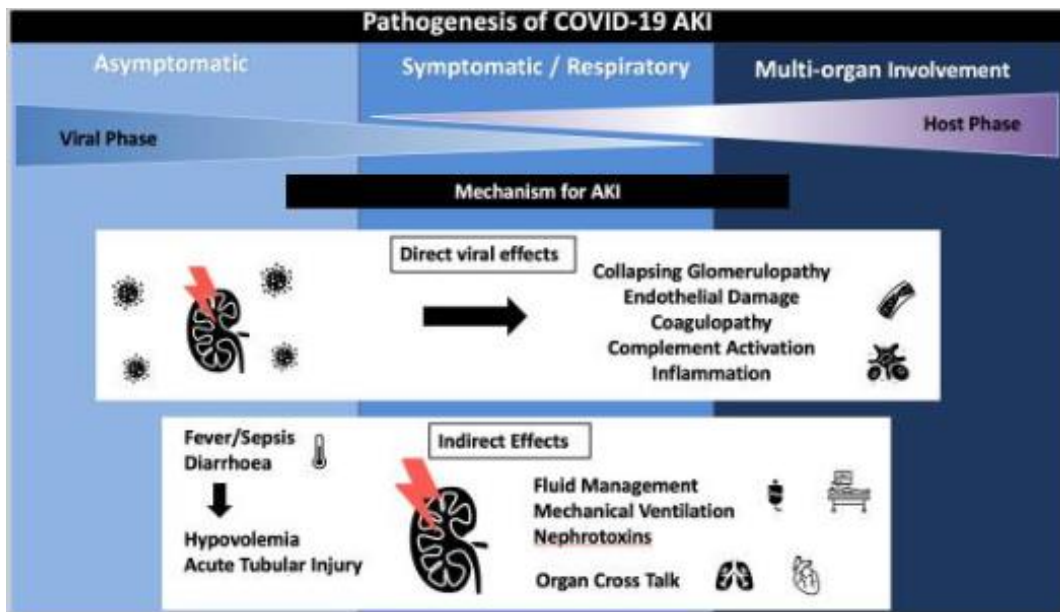 Pathogenesis of COVID-19 AKI
Asymptomatic
Symptomatic / Respiratory
Multi-organ Involvement
Viral Phase
Host Phase
Mechanism for AKI
Direct viral effects
Collapsing Glomerulopathy
Endothelial Damage
Coagulopathy
Complement Activation
Inflammation
Indirect Effects
Fever/Sepsis
Diarrhoea
Hypovolemia
Acute Tubular Injury
Fluid Management
Mechanical Ventilation
Nephrotoxins
Organ Cross Talk